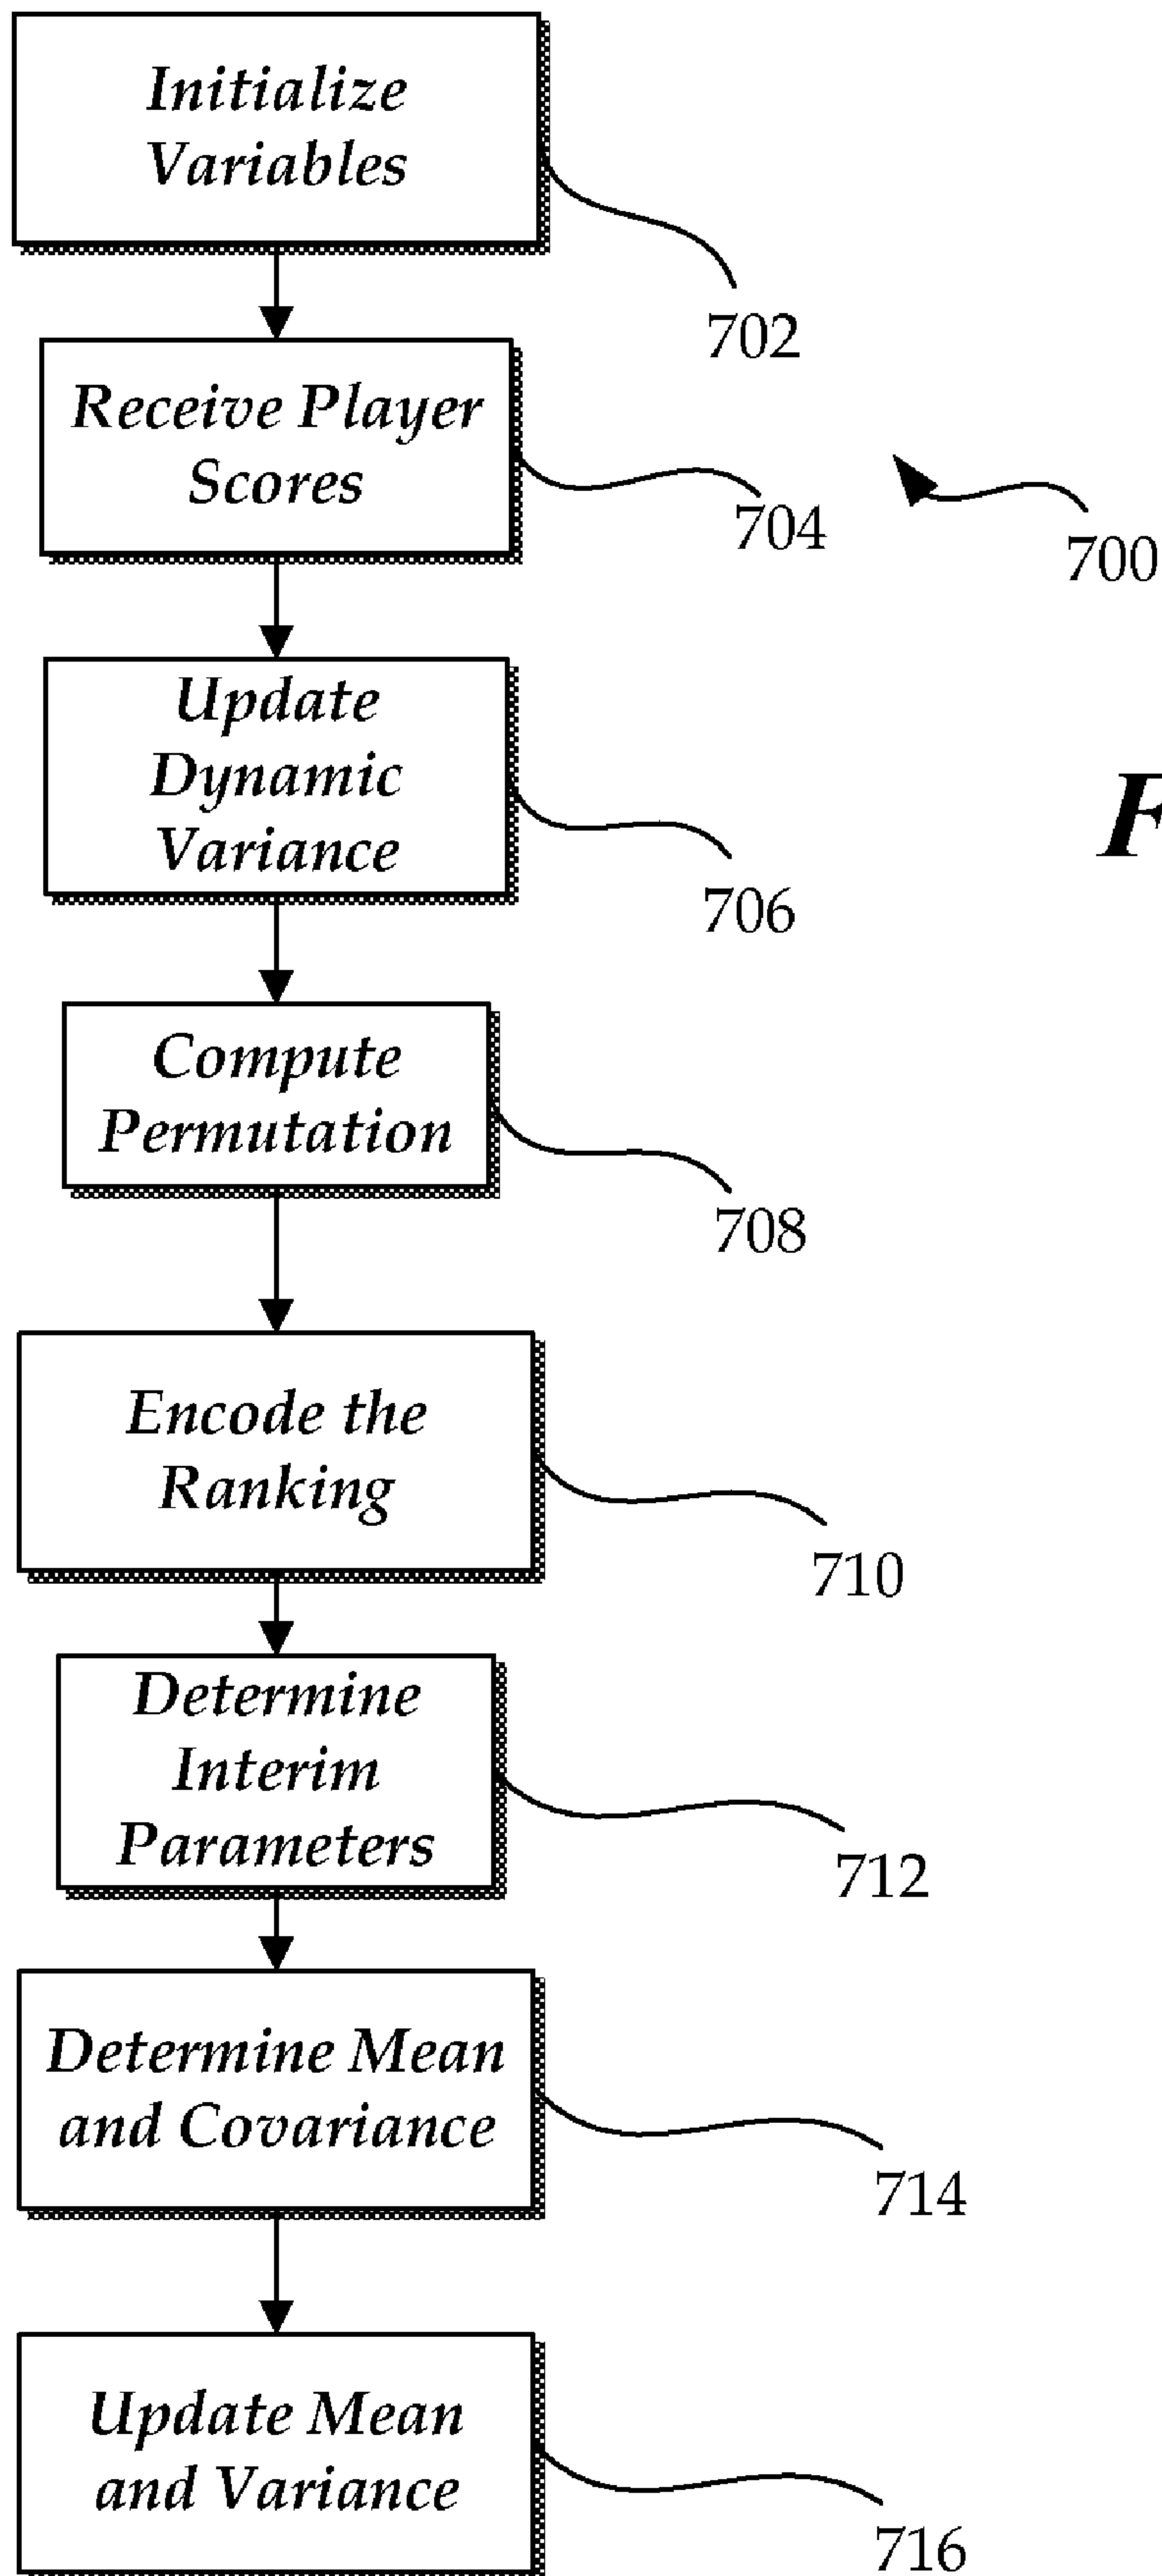 Initialize
Variables
702
Receive Player
Scores
704
700
Update
Dynamic
Variance
706
F
Compute
Permutation
708
Encode the
Ranking
710
Determine
Interim
Parameters
712
Determine Mean
and Covariance
714
Update Mean
and Variance
716